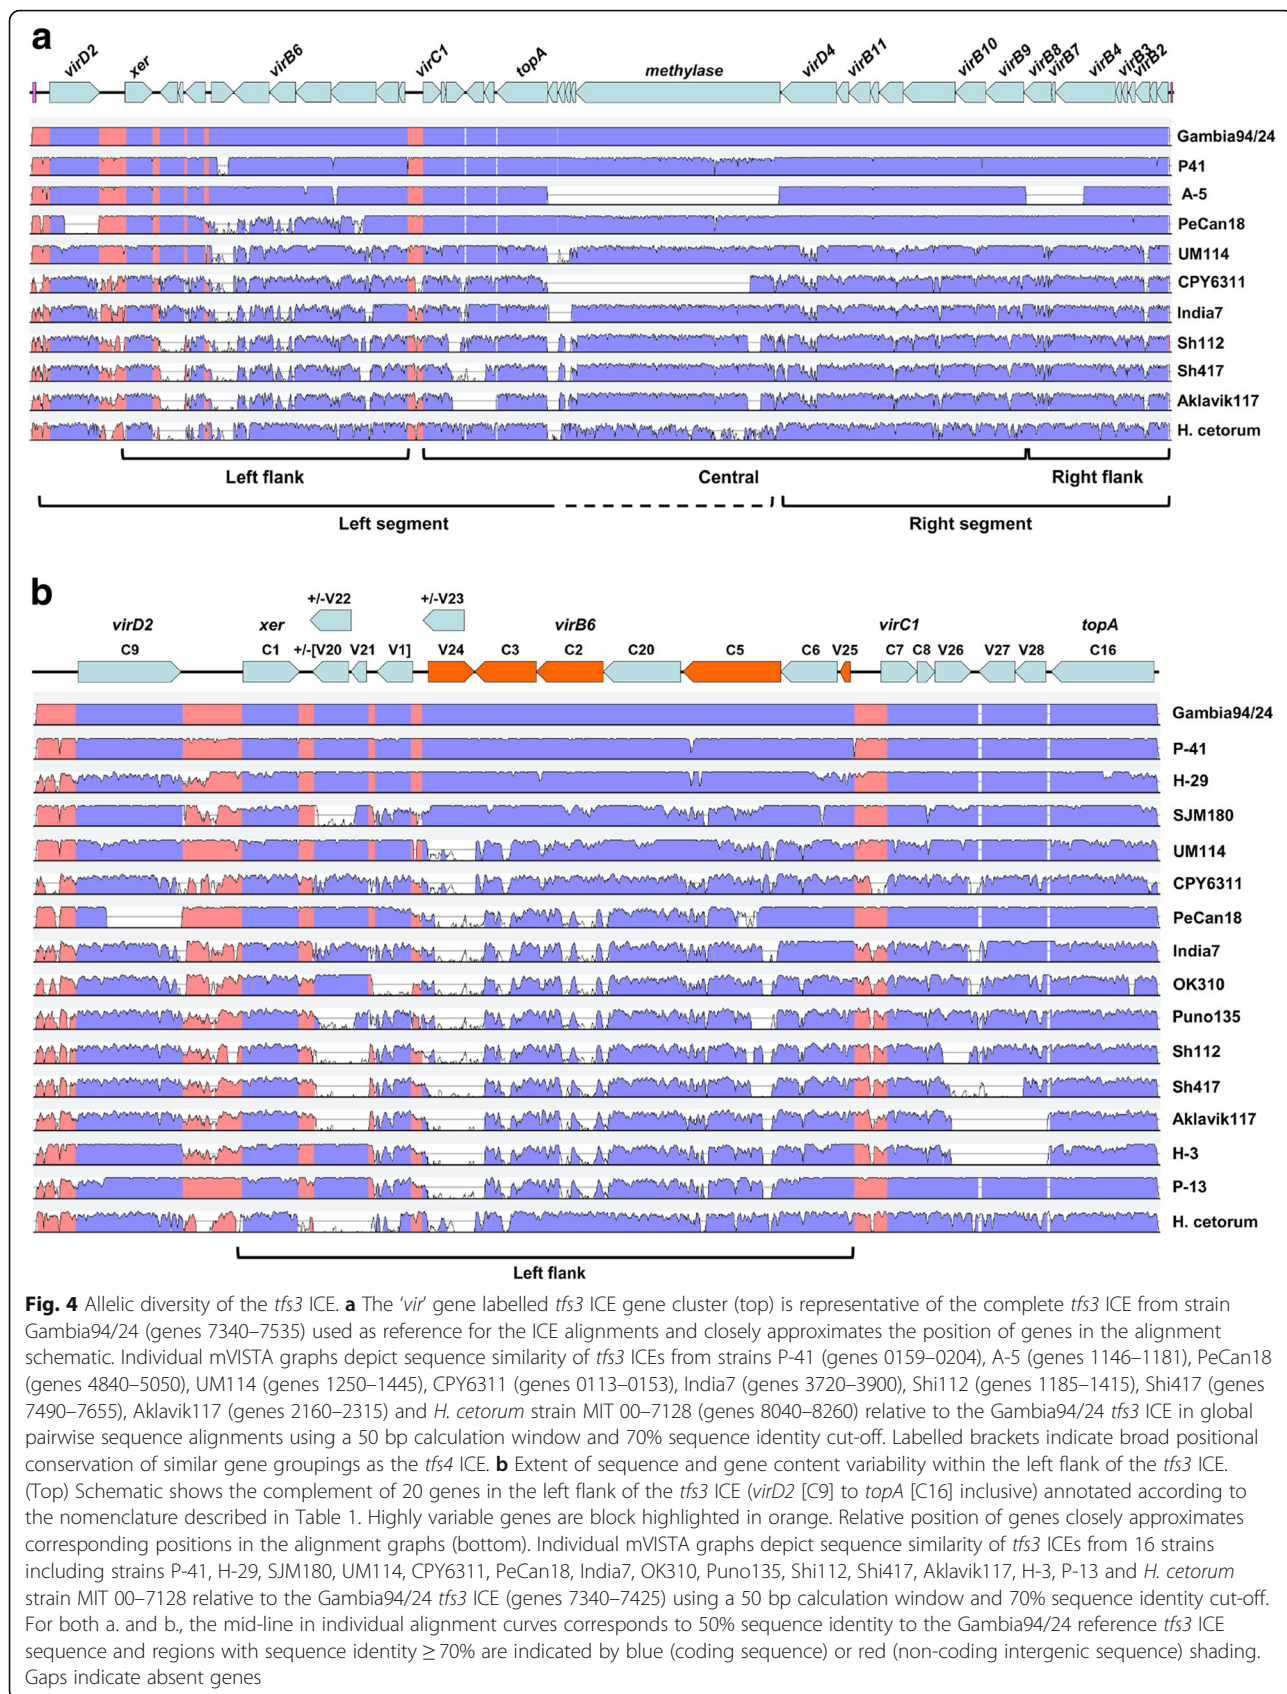 a
virD2 xer virB6 virC1 topA methylase virD4 virB11 virB10 virB9 virB8 virB7 virB4 virB3 virB2
Gambia94/24
P41
A-5
PeCan18
UM114
CPY6311
India7
Sh112
Sh417
Aklavik117
H. cetorum
Left flank Central Right flank
Left segment Right segment
b
+/-V22 +/-V23
virD2 xer virB6 virC1 topA
C9 C1 +/-[V20 V21 V1] V24 C3 C2 C20 C5 C6 V25 C7 C8 V26 V27 V28 C16
Gambia94/24
P-41
H-29
SJM180
UM114
CPY6311
PeCan18
India7
OK310
Puno135
Sh112
Sh417
Aklavik117
H-3
P-13
H. cetorum
Left flank
Fig. 4 Allelic diversity of the tfs3 ICE. a The ‘vir’ gene labelled tfs3 ICE gene cluster (top) is representative of the complete tfs3 ICE from strain
Gambia94/24 (genes 7340–7535) used as reference for the ICE alignments and closely approximates the position of genes in the alignment
schematic. Individual mVISTA graphs depict sequence similarity of tfs3 ICEs from strains P-41 (genes 0159–0204), A-5 (genes 1146–1181), PeCan18
(genes 4840–5050), UM114 (genes 1250–1445), CPY6311 (genes 0113–0153), India7 (genes 3720–3900), Shi112 (genes 1185–1415), Shi417 (genes
7490–7655), Aklavik117 (genes 2160–2315) and H. cetorum strain MIT 00–7128 (genes 8040–8260) relative to the Gambia94/24 tfs3 ICE in global
pairwise sequence alignments using a 50 bp calculation window and 70% sequence identity cut-off. Labelled brackets indicate broad positional
conservation of similar gene groupings as the tfs4 ICE. b Extent of sequence and gene content variability within the left flank of the tfs3 ICE.
(Top) Schematic shows the complement of 20 genes in the left flank of the tfs3 ICE (virD2 [C9] to topA [C16] inclusive) annotated according to
the nomenclature described in Table 1. Highly variable genes are block highlighted in orange. Relative position of genes closely approximates
corresponding positions in the alignment graphs (bottom). Individual mVISTA graphs depict sequence similarity of tfs3 ICEs from 16 strains
including strains P-41, H-29, SJM180, UM114, CPY6311, PeCan18, India7, OK310, Puno135, Shi112, Shi417, Aklavik117, H-3, P-13 and H. cetorum
strain MIT 00–7128 relative to the Gambia94/24 tfs3 ICE (genes 7340–7425) using a 50 bp calculation window and 70% sequence identity cut-off.
For both a. and b., the mid-line in individual alignment curves corresponds to 50% sequence identity to the Gambia94/24 reference tfs3 ICE
sequence and regions with sequence identity ≥ 70% are indicated by blue (coding sequence) or red (non-coding intergenic sequence) shading.
Gaps indicate absent genes